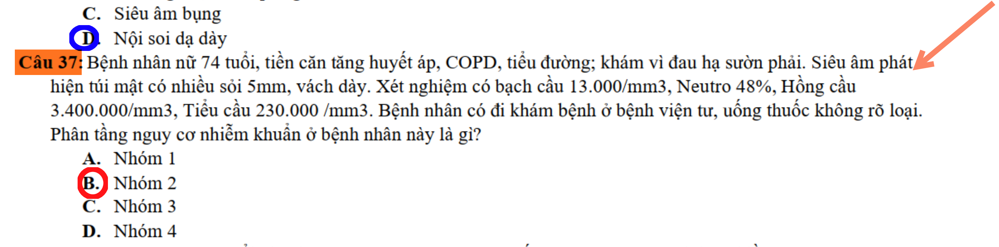 C. Siêu âm bụng
D. Nội soi dạ dày
Câu 37: Bệnh nhân nữ 74 tuổi, tiền căn tăng huyết áp, COPD, tiểu đường; khám vì đau hạ sườn phải. Siêu âm phát
hiện túi mật có nhiều sỏi 5mm, vách dày. Xét nghiệm có bạch cầu 13.000/mm3, Neutro 48%, Hồng cầu
3.400.000/mm3, Tiểu cầu 230.000 /mm3. Bệnh nhân có đi khám bệnh ở bệnh viện tư, uống thuốc không rõ loại.
Phân tầng nguy cơ nhiễm khuẩn ở bệnh nhân này là gì?
A. Nhóm 1
B. Nhóm 2
C. Nhóm 3
D. Nhóm 4